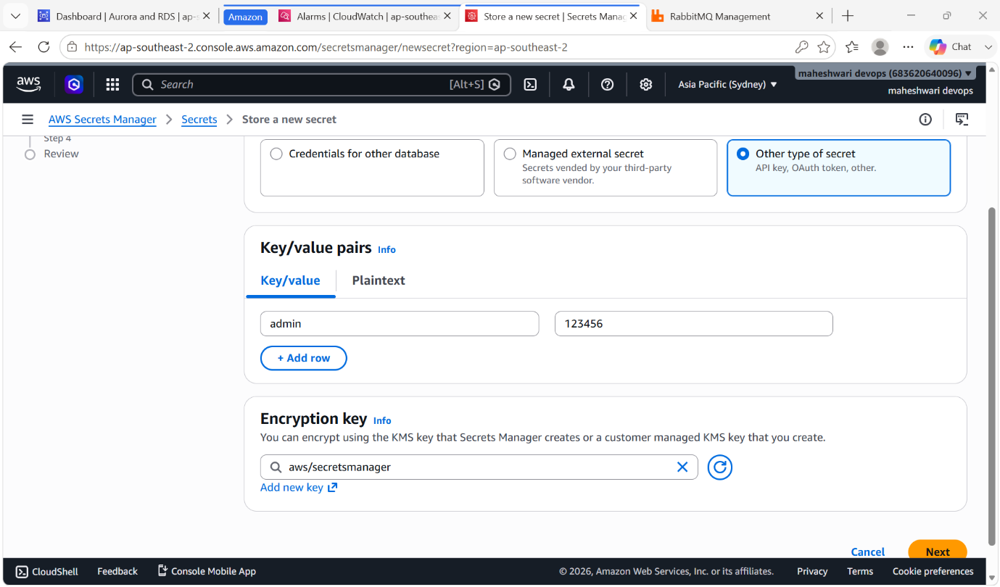 Dashboard | Aurora and RDS | ap-s
Amazon
Alarms | CloudWatch | ap-southeas
Store a new secret | Secrets Manag
RabbitMQ Management
https://ap-southeast-2.console.aws.amazon.com/secretsmanager/newsecret?region=ap-southeast-2
Chat
aws
Search
[Alt+S]
Asia Pacific (Sydney)
maheshwari devops (683620640096)
maheshwari devops
AWS Secrets Manager
Secrets
Store a new secret
Step 4
Review
Credentials for other database
Managed external secret
Secrets vended by your third-party
software vendor.
Other type of secret
API key, OAuth token, other.
Key/value pairs Info
Key/value
Plaintext
admin
123456
+ Add row
Encryption key Info
You can encrypt using the KMS key that Secrets Manager creates or a customer managed KMS key that you create.
aws/secretsmanager
Add new key
Cancel
Next
CloudShell
Feedback
Console Mobile App
© 2026, Amazon Web Services, Inc. or its affiliates.
Privacy
Terms
Cookie preferences